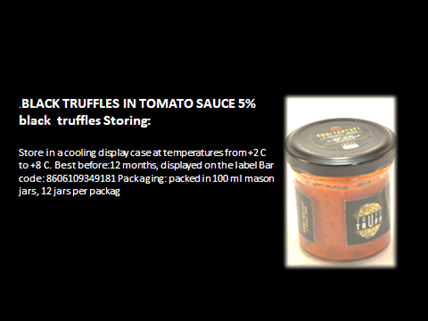 .BLACK TRUFFLES IN TOMATO SAUCE 5%
black truffles Storing:
Store in a cooling display case at temperatures from +2 C
to +8 C. Best before:12 months, displayed on the label Bar
code: 8606109349181 Packaging: packed in 100 ml mason
jars, 12 jars per packag
TRUFF